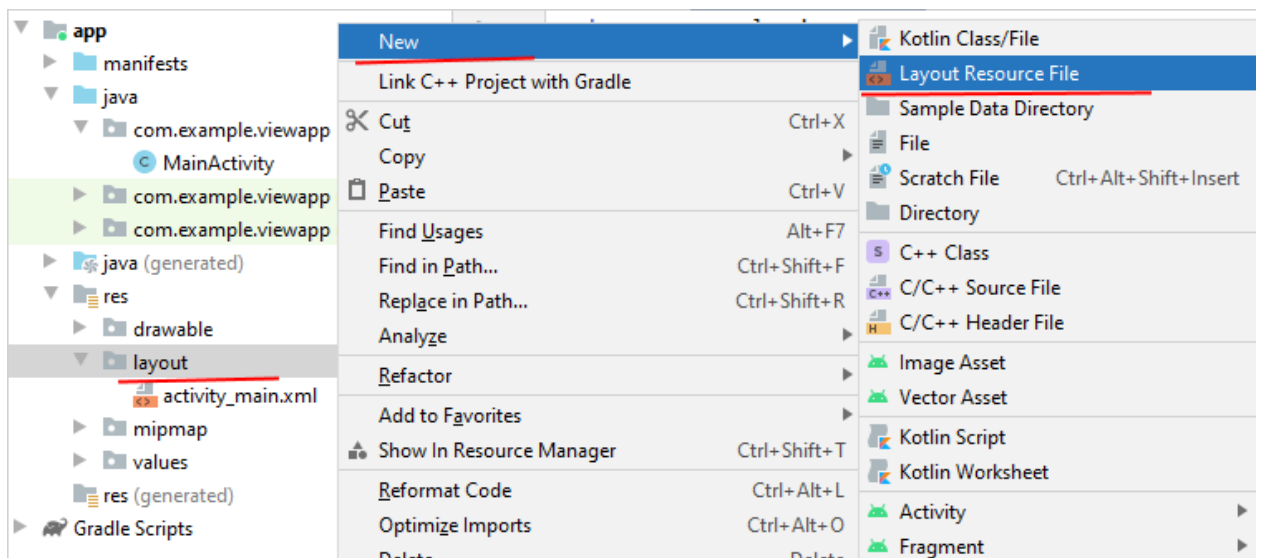 app
manifests
java
com.example.viewapp
MainActivity
com.example.viewapp
com.example.viewapp
java (generated)
res
drawable
layout
activity_main.xml
mipmap
values
res (generated)
Gradle Scripts
New
Link C++ Project with Gradle
Cut Ctrl+X
Copy
Paste Ctrl+V
Find Usages Alt+F7
Find in Path... Ctrl+Shift+F
Replace in Path... Ctrl+Shift+R
Analyze
Refactor
Add to Favorites
Show In Resource Manager Ctrl+Shift+T
Reformat Code Ctrl+Alt+L
Optimize Imports Ctrl+Alt+O
Delete Delete
Kotlin Class/File
Layout Resource File
Sample Data Directory
File
Scratch File Ctrl+Alt+Shift+Insert
Directory
S C++ Class
C++ C/C++ Source File
H C/C++ Header File
Image Asset
Vector Asset
Kotlin Script
Kotlin Worksheet
Activity
Fragment